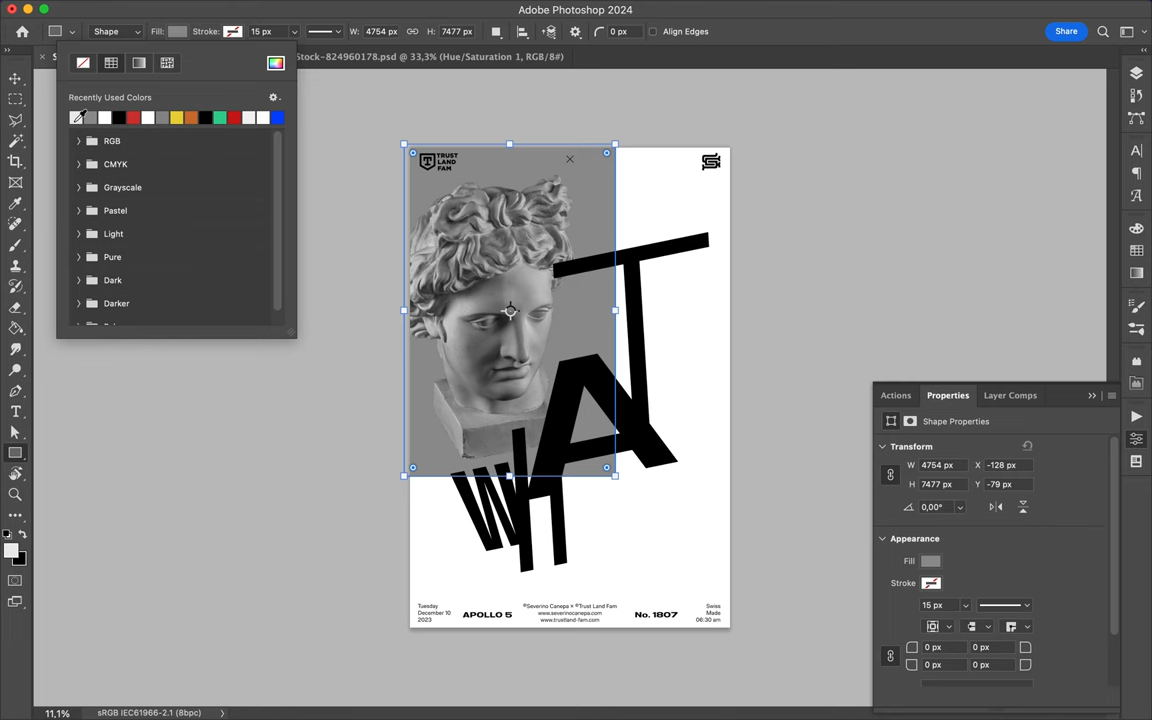 Adobe Photoshop 2024
Shape Fill: Stroke: 15 px W: 4754 px H: 7477 px 0 px Align Edges Share
Stock-824960178.psd @ 33,3% (Hue/Saturation 1, RGB/8#)
Recently Used Colors
RGB
CMYK
Grayscale
Pastel
Light
Pure
Dark
Darker
TRUST
LAND
FAM
WHAT
Tuesday
December 10
2023
APOLLO 5
©Severino Canepa × ©Trust Land Fam
www.severinocanepa.com
www.trustland-fam.com
No. 1807
Swiss
Made
06:30 am
Actions Properties Layer Comps
Shape Properties
Transform
W 4754 px X -128 px
H 7477 px Y -79 px
0,00°
Appearance
Fill
Stroke
15 px
0 px 0 px
0 px 0 px
11,1% sRGB IEC61966-2.1 (8bpc)